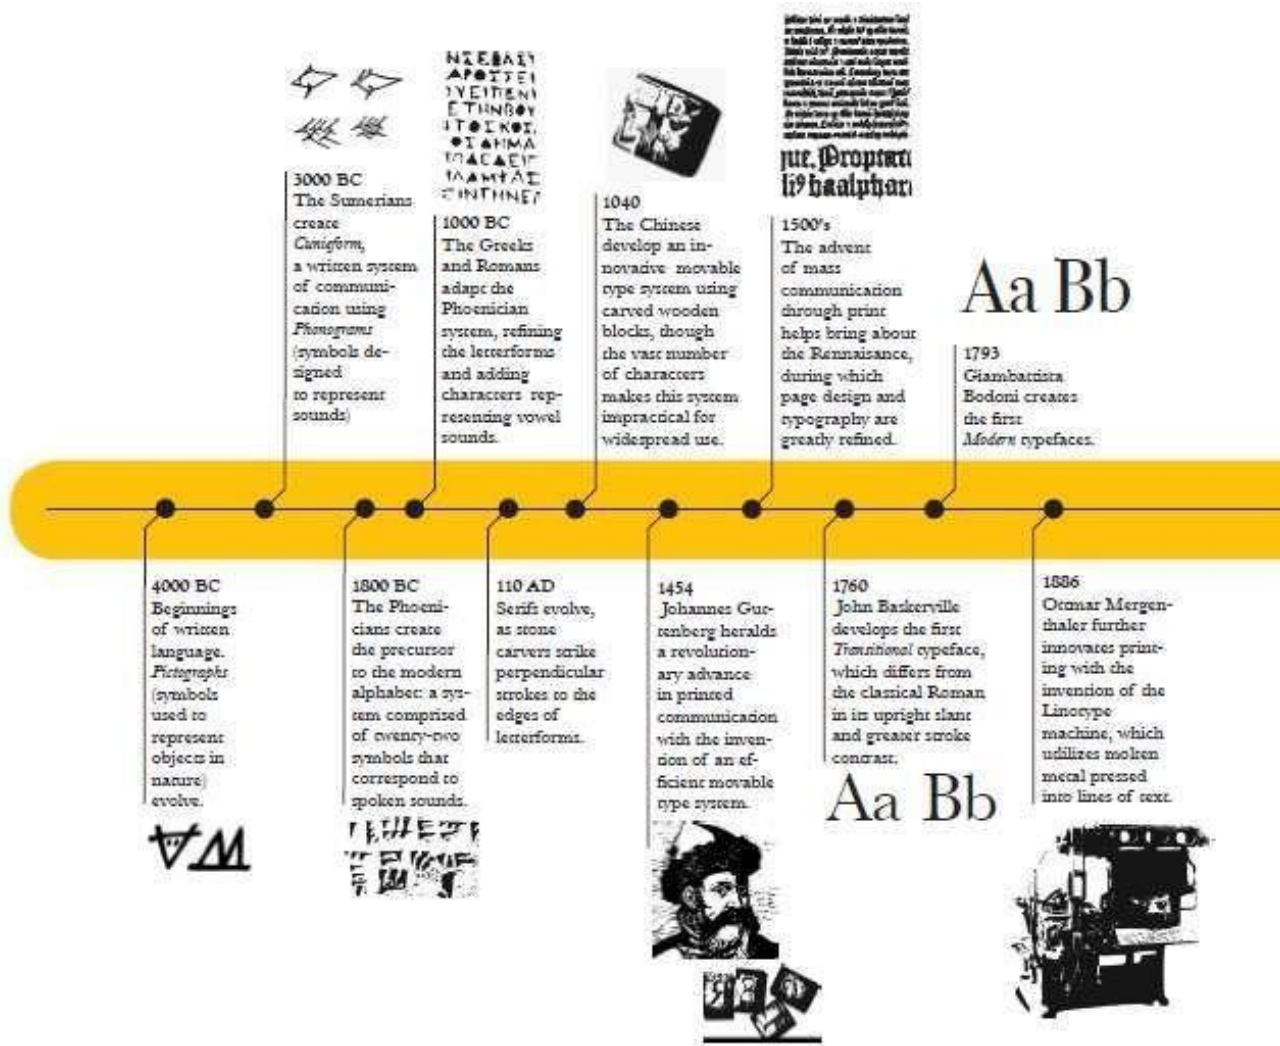 3000 BC
The Sumerians
create
Cunieform,
a written system
of communi-
cation using
Phonograms
(symbols de-
signed
to represent
sounds)
1000 BC
The Greeks
and Romans
adapt the
Phoenician
system, refining
the letterforms
and adding
characters rep-
resenting vowel
sounds.
1040
The Chinese
develop an in-
novative movable
type system using
carved wooden
blocks, though
the vast number
of characters
makes this system
impractical for
widespread use.
1500's
The advent
of mass
communication
through print
helps bring about
the Rennaisance,
during which
page design and
typography are
greatly refined.
Aa Bb
1793
Giambattista
Bodoni creates
the first
Modern typefaces.
4000 BC
Beginnings
of written
language.
Pictographs
(symbols
used to
represent
objects in
nature)
evolve.
1800 BC
The Phoeni-
cians create
the precursor
to the modern
alphabet: a sys-
tem comprised
of twenty-two
symbols that
correspond to
spoken sounds.
110 AD
Serifs evolve,
as stone
carvers strike
perpendicular
strokes to the
edges of
letterforms.
1454
Johannes Gut-
tenberg heralds
a revolution-
ary advance
in printed
communication
with the inven-
tion of an ef-
ficient movable
type system.
1760
John Baskerville
develops the first
Transitional typeface,
which differs from
the classical Roman
in its upright slant
and greater stroke
contrast.
Aa Bb
1886
Ottmar Mergen-
thaler further
innovates print-
ing with the
invention of the
Linotype
machine, which
utilizes molten
metal pressed
into lines of text.